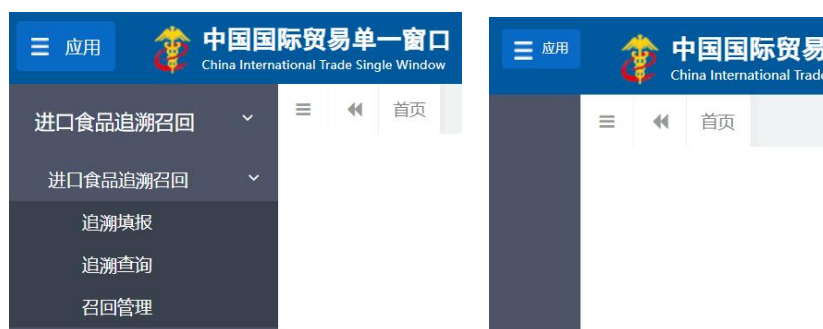 应用
中国国际贸易单一窗口
China International Trade Single Window
进口食品追溯召回
首页
进口食品追溯召回
追溯填报
追溯查询
召回管理
应用
中国国际贸易
China International Trade
首页